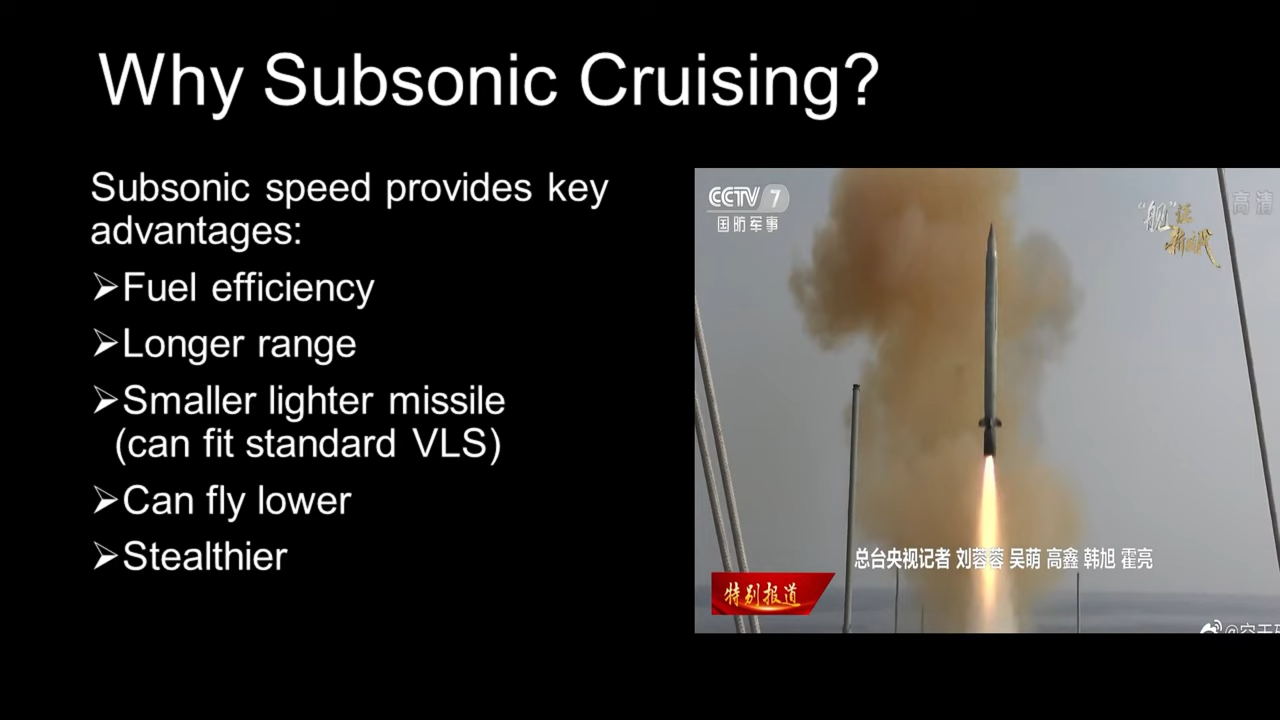 Why Subsonic Cruising?
Subsonic speed provides key
advantages:
➢Fuel efficiency
➢Longer range
➢Smaller lighter missile
(can fit standard VLS)
➢Can fly lower
➢Stealthier
CCTV 7
国防军事
高清
总台央视记者 刘蓉蓉 吴萌 高鑫 韩旭 霍亮
特别报道